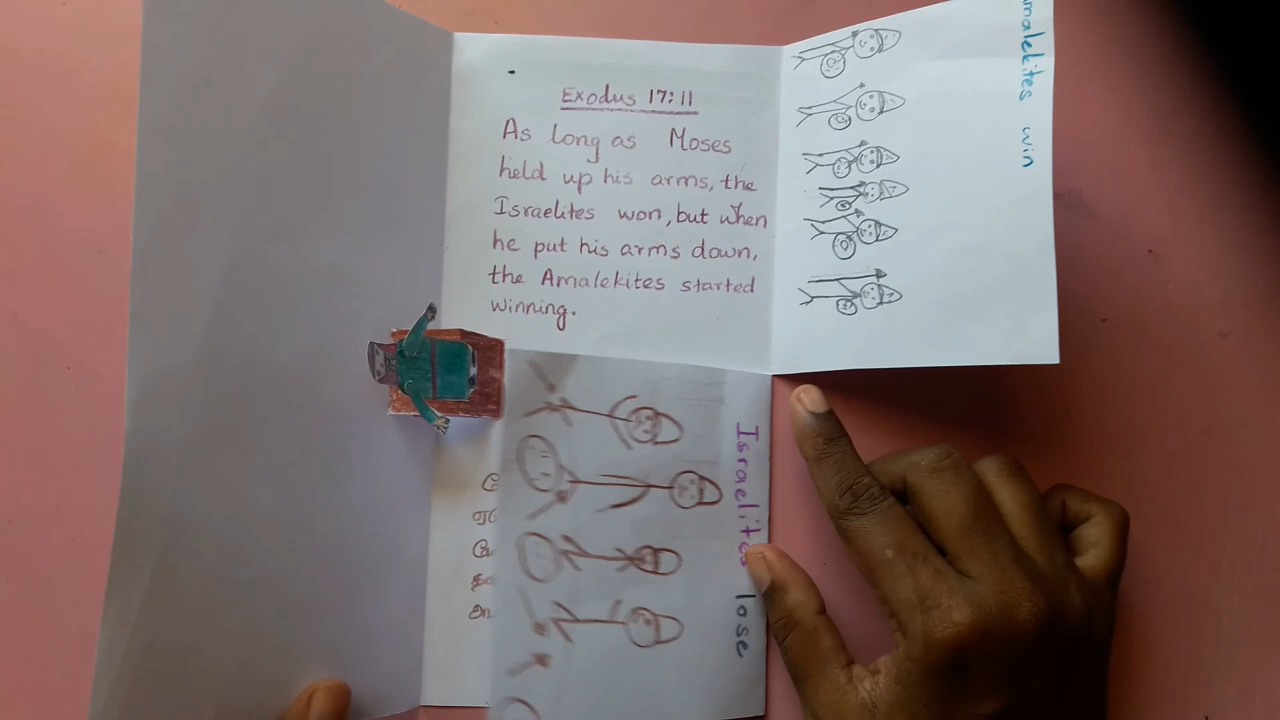 Exodus 17:11
As long as Moses
held up his arms, the
Israelites won, but when
he put his arms down,
the Amalekites started
winning.
win
Israelites lose